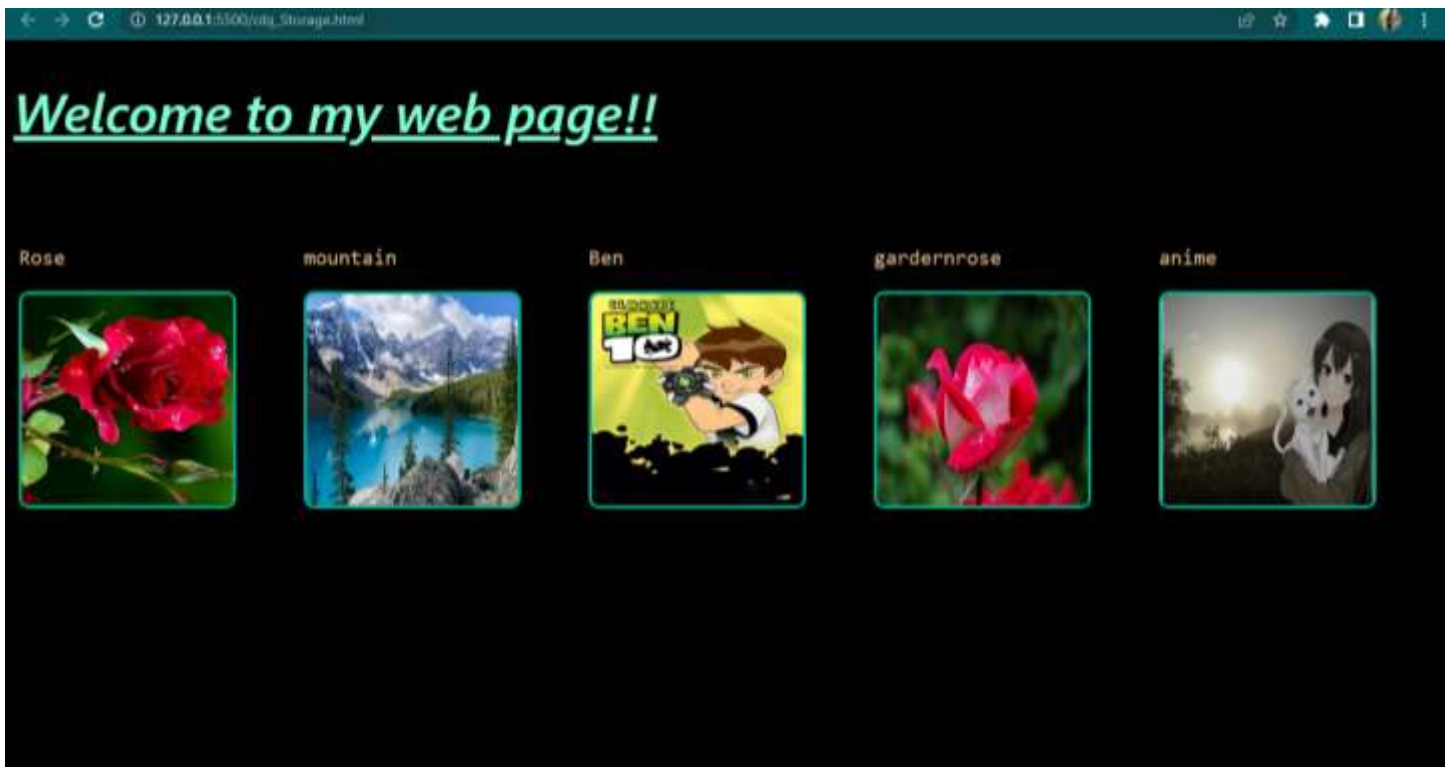 127.0.0.1:5500/obj_Storage.html
Welcome to my web page!!
Rose
mountain
Ben
gardernrose
anime
BEN
10